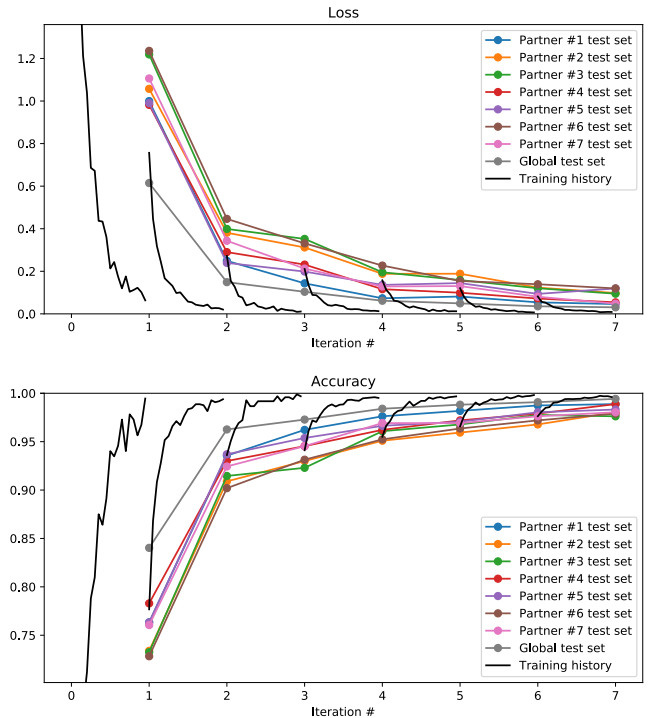 Loss
1.2
1.0
0.8
0.6
0.4
0.2
0.0
0 1 2 3 4 5 6 7
Iteration #
Partner #1 test set
Partner #2 test set
Partner #3 test set
Partner #4 test set
Partner #5 test set
Partner #6 test set
Partner #7 test set
Global test set
Training history
Accuracy
1.00
0.95
0.90
0.85
0.80
0.75
0 1 2 3 4 5 6 7
Iteration #
Partner #1 test set
Partner #2 test set
Partner #3 test set
Partner #4 test set
Partner #5 test set
Partner #6 test set
Partner #7 test set
Global test set
Training history